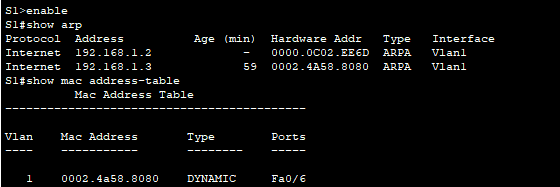 S1>enable
S1#show arp
Protocol  Address          Age (min)  Hardware Addr   Type   Interface
Internet  192.168.1.2             -   0000.0C02.EE6D  ARPA   Vlan1
Internet  192.168.1.3             59  0002.4A58.8080  ARPA   Vlan1
S1#show mac address-table
          Mac Address Table
-------------------------------------------

Vlan    Mac Address       Type        Ports
----    -----------       --------    -----

   1    0002.4a58.8080    DYNAMIC     Fa0/6